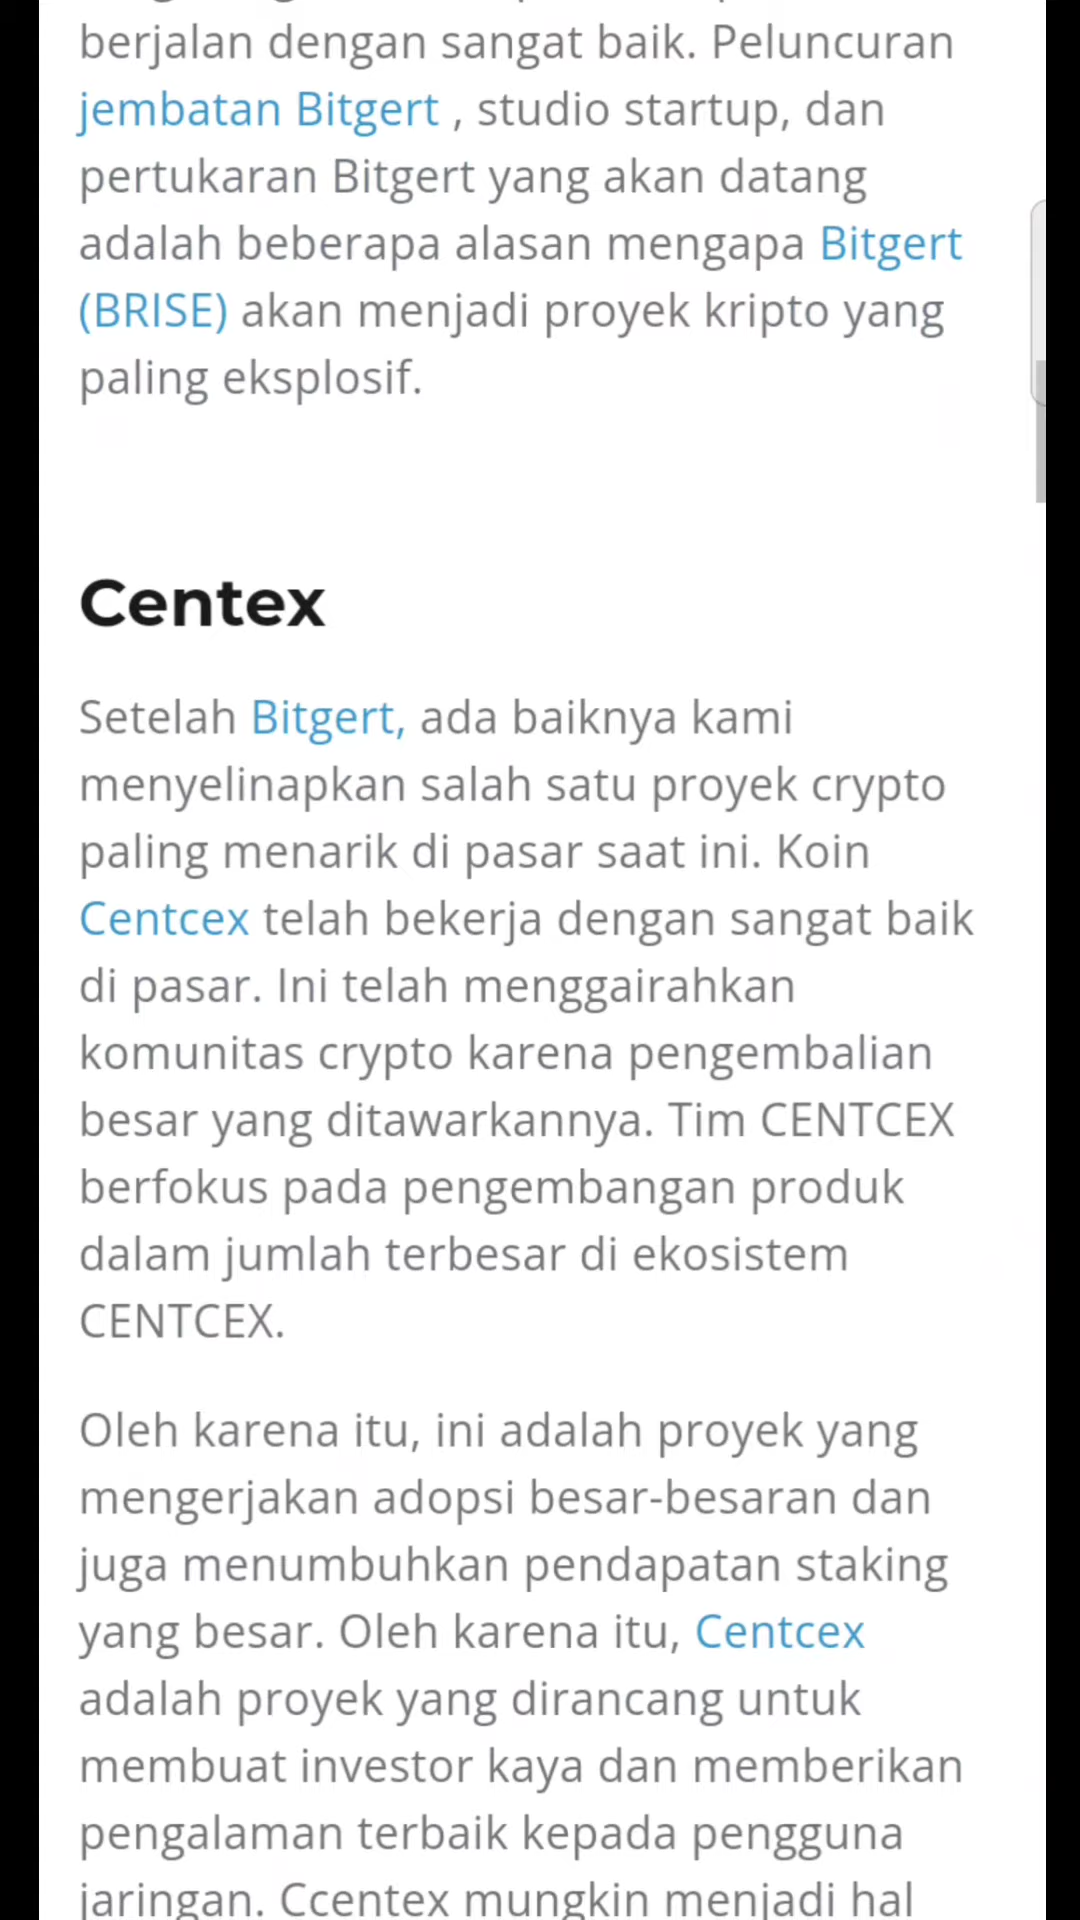 berjalan dengan sangat baik. Peluncuran
jembatan Bitgert , studio startup, dan
pertukaran Bitgert yang akan datang
adalah beberapa alasan mengapa Bitgert
(BRISE) akan menjadi proyek kripto yang
paling eksplosif.
Centex
Setelah Bitgert, ada baiknya kami
menyelinapkan salah satu proyek crypto
paling menarik di pasar saat ini. Koin
Centcex telah bekerja dengan sangat baik
di pasar. Ini telah menggairahkan
komunitas crypto karena pengembalian
besar yang ditawarkannya. Tim CENTCEX
berfokus pada pengembangan produk
dalam jumlah terbesar di ekosistem
CENTCEX.
Oleh karena itu, ini adalah proyek yang
mengerjakan adopsi besar-besaran dan
juga menumbuhkan pendapatan staking
yang besar. Oleh karena itu, Centcex
adalah proyek yang dirancang untuk
membuat investor kaya dan memberikan
pengalaman terbaik kepada pengguna
jaringan. Ccentex mungkin menjadi hal